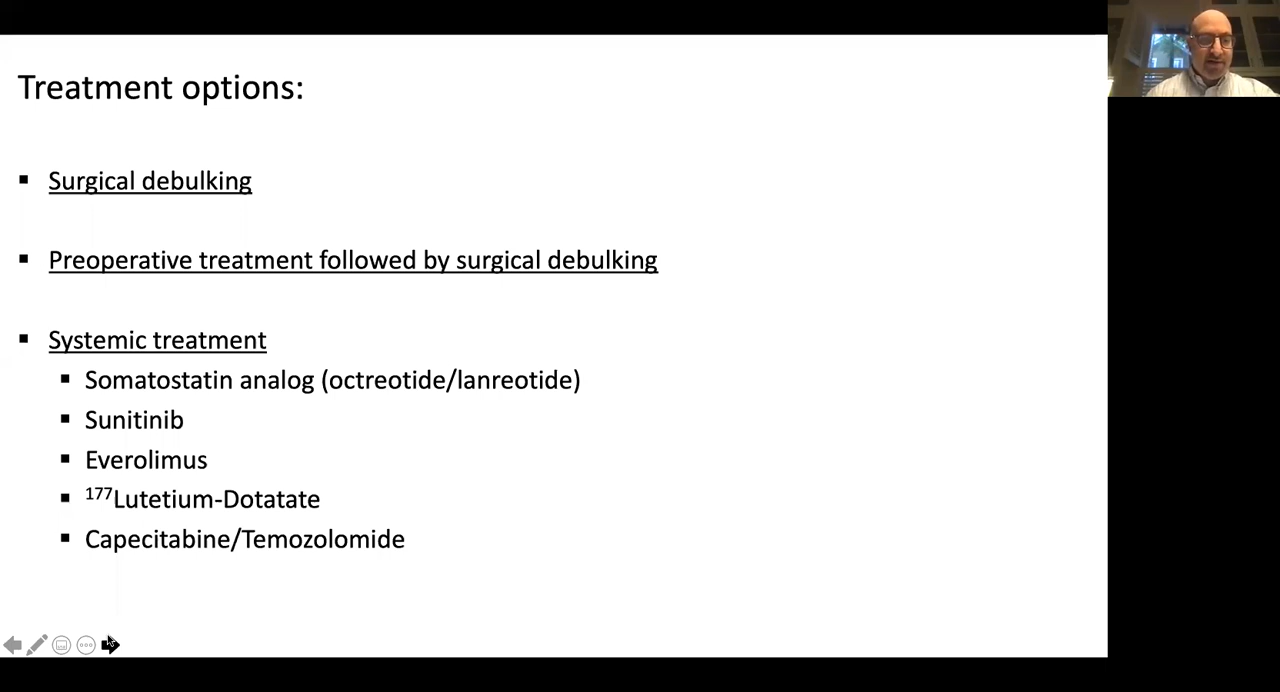 Treatment options:
▪ Surgical debulking
▪ Preoperative treatment followed by surgical debulking
▪ Systemic treatment
▪ Somatostatin analog (octreotide/lanreotide)
▪ Sunitinib
▪ Everolimus
▪ ¹⁷⁷Lutetium-Dotatate
▪ Capecitabine/Temozolomide